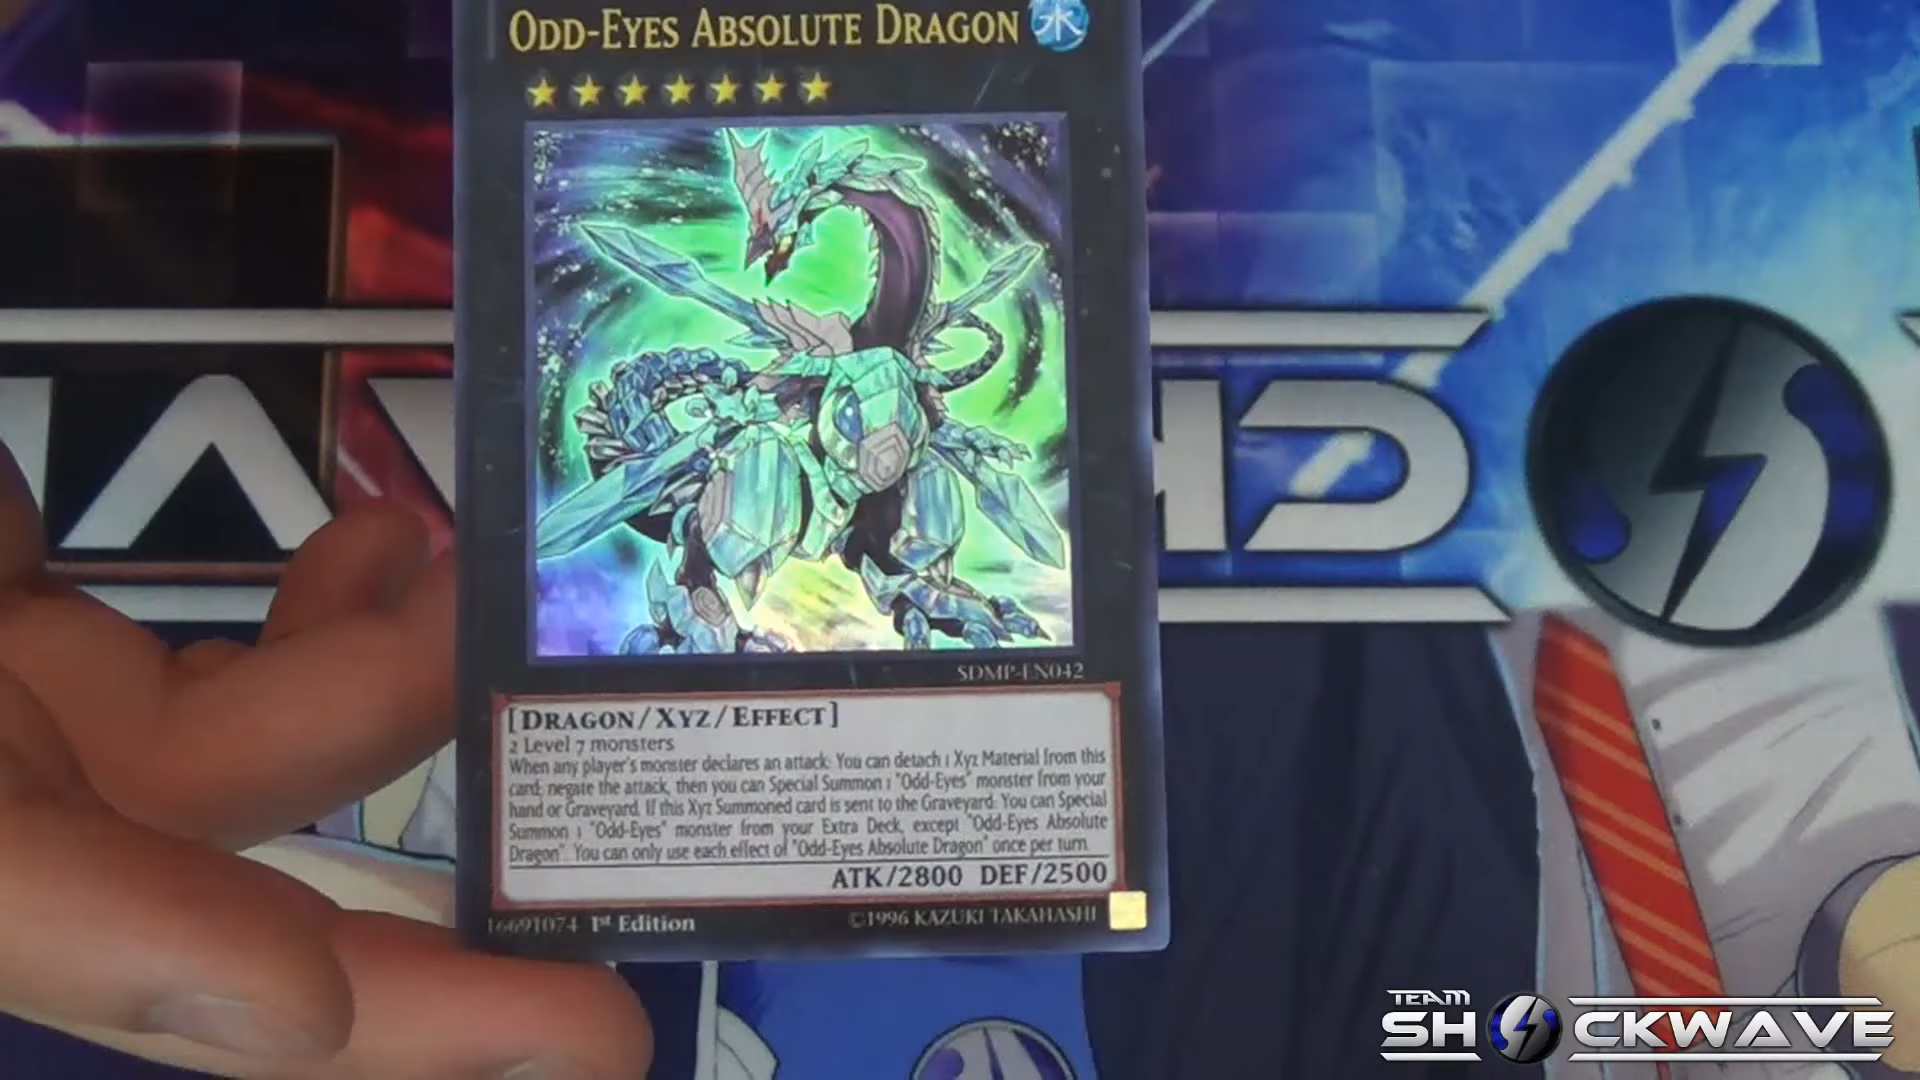 ODD-EYES ABSOLUTE DRAGON 水
SDMP-EN042
[DRAGON/XYZ/EFFECT]
2 Level 7 monsters
When any player's monster declares an attack: You can detach 1 Xyz Material from this
card; negate the attack, then you can Special Summon 1 "Odd-Eyes" monster from your
hand or Graveyard. If this Xyz Summoned card is sent to the Graveyard: You can Special
Summon 1 "Odd-Eyes" monster from your Extra Deck, except "Odd-Eyes Absolute
Dragon". You can only use each effect of "Odd-Eyes Absolute Dragon" once per turn.
ATK/2800 DEF/2500
16691074 1st Edition ©1996 KAZUKI TAKAHASHI
TEAM
SHOCKWAVE